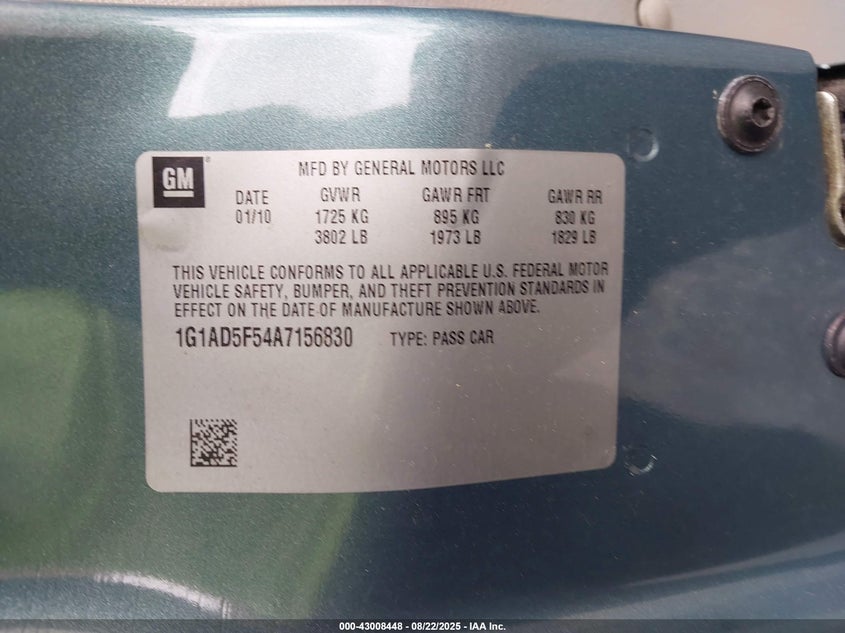 GM
MFD BY GENERAL MOTORS LLC
DATE GVWR GAWR FRT GAWR RR
01/10 1725 KG 895 KG 830 KG
3802 LB 1973 LB 1829 LB
THIS VEHICLE CONFORMS TO ALL APPLICABLE U.S. FEDERAL MOTOR
VEHICLE SAFETY, BUMPER, AND THEFT PREVENTION STANDARDS IN
EFFECT ON THE DATE OF MANUFACTURE SHOWN ABOVE.
1G1AD5F54A7156830 TYPE: PASS CAR
000-43008448 - 08/22/2025 - IAA Inc.